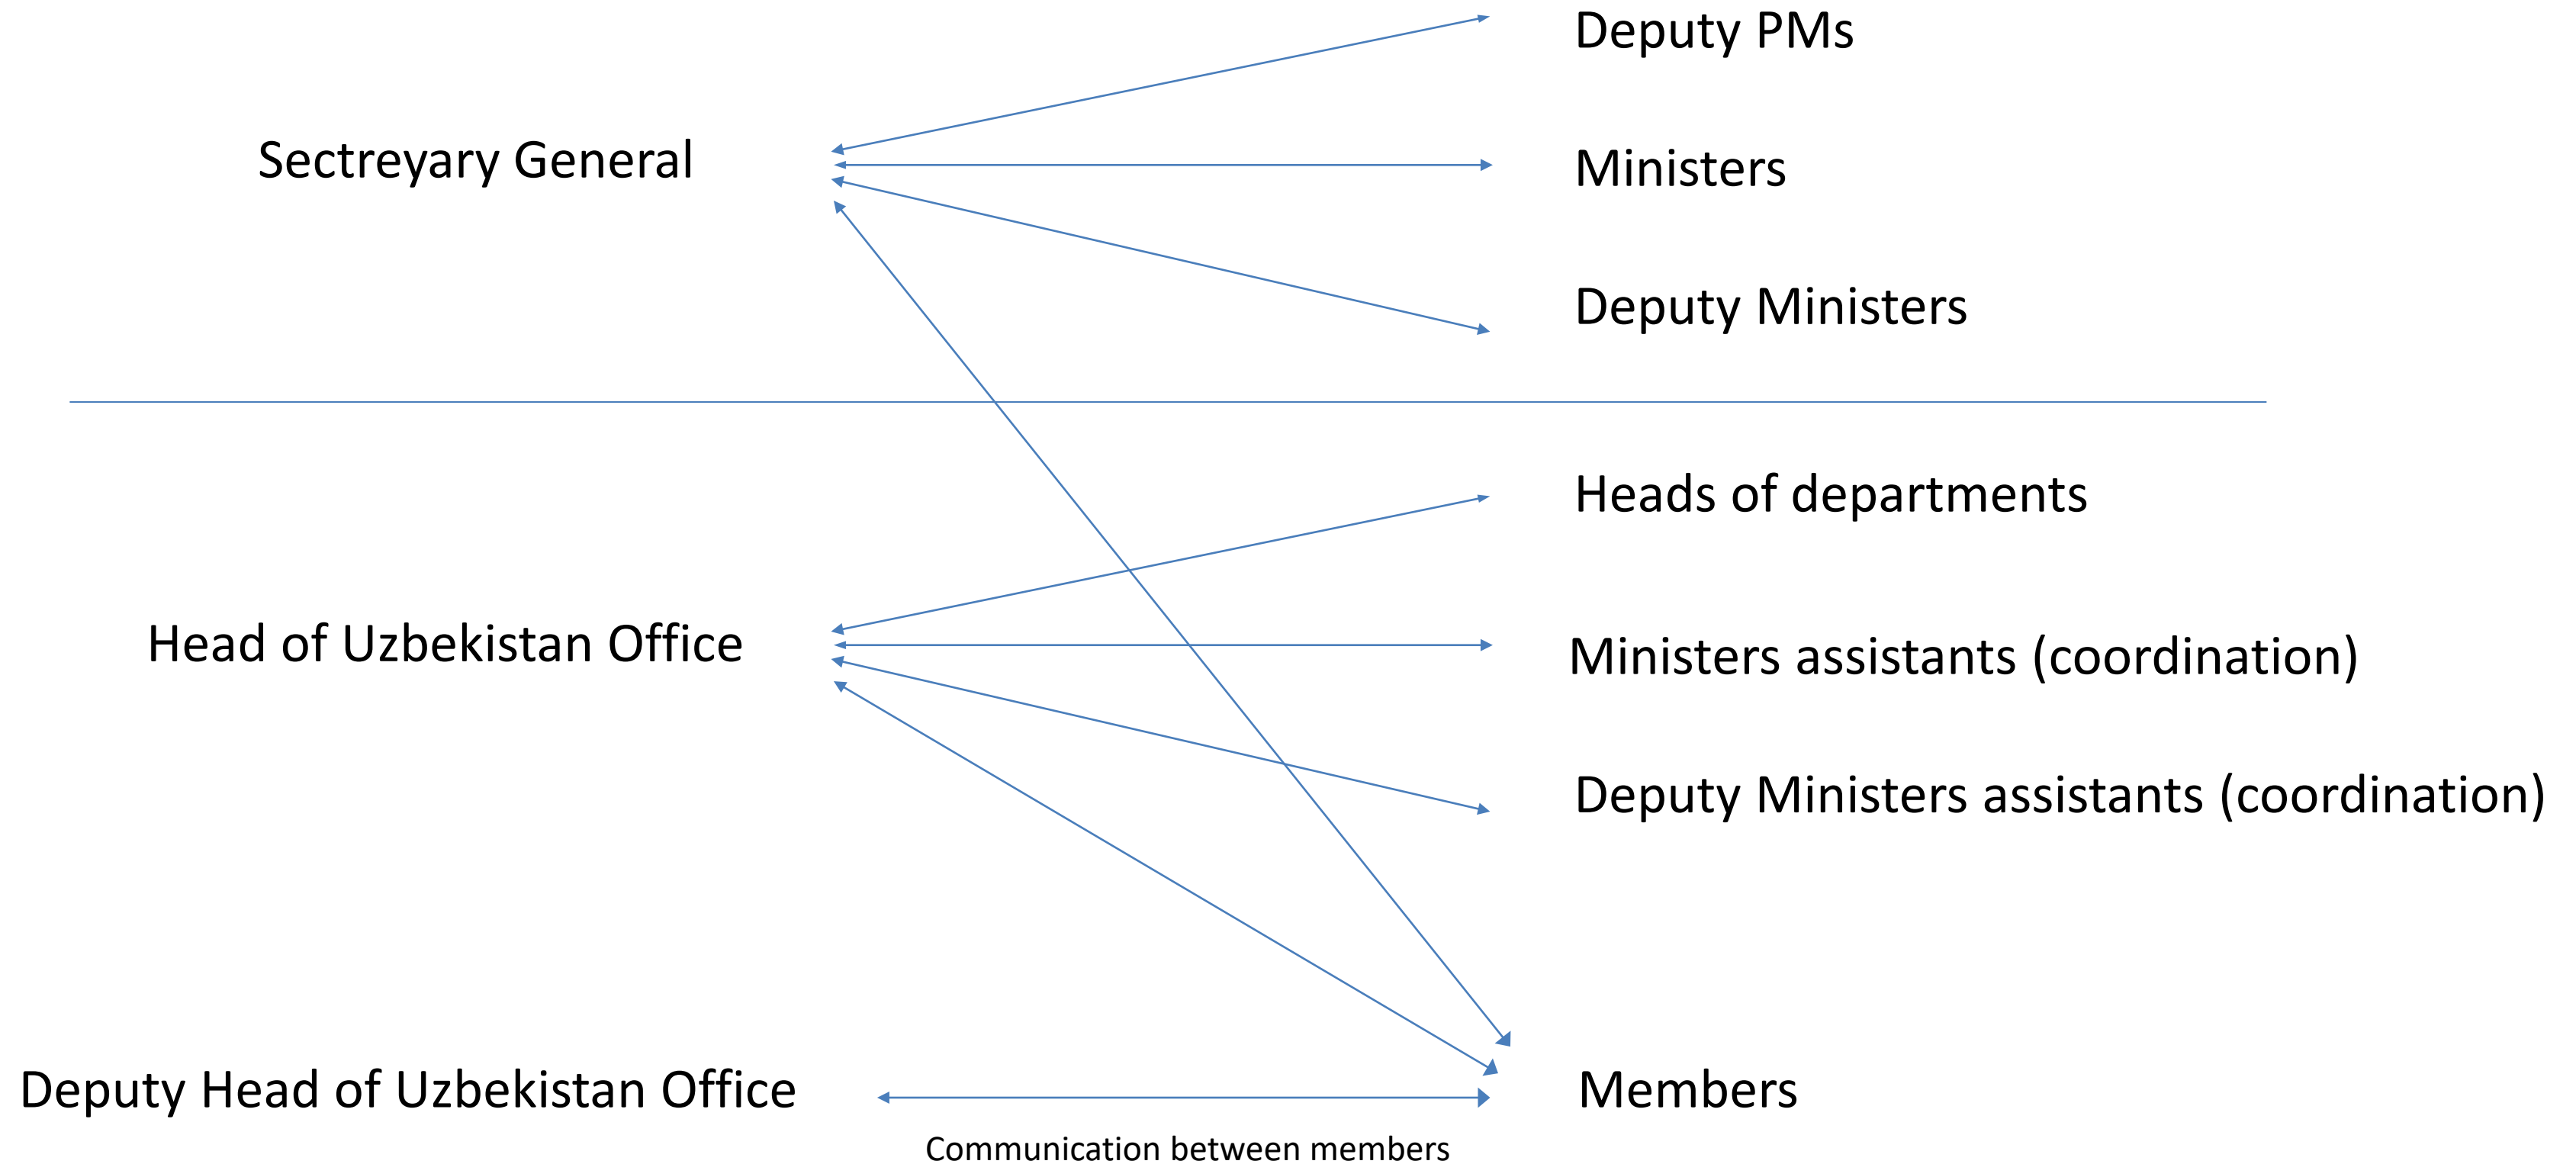 Deputy PMs
Sectreyary General
Ministers
Deputy Ministers
Heads of departments
Head of Uzbekistan Office
Ministers assistants (coordination)
Deputy Ministers assistants (coordination)
Deputy Head of Uzbekistan Office
Members
Communication between members